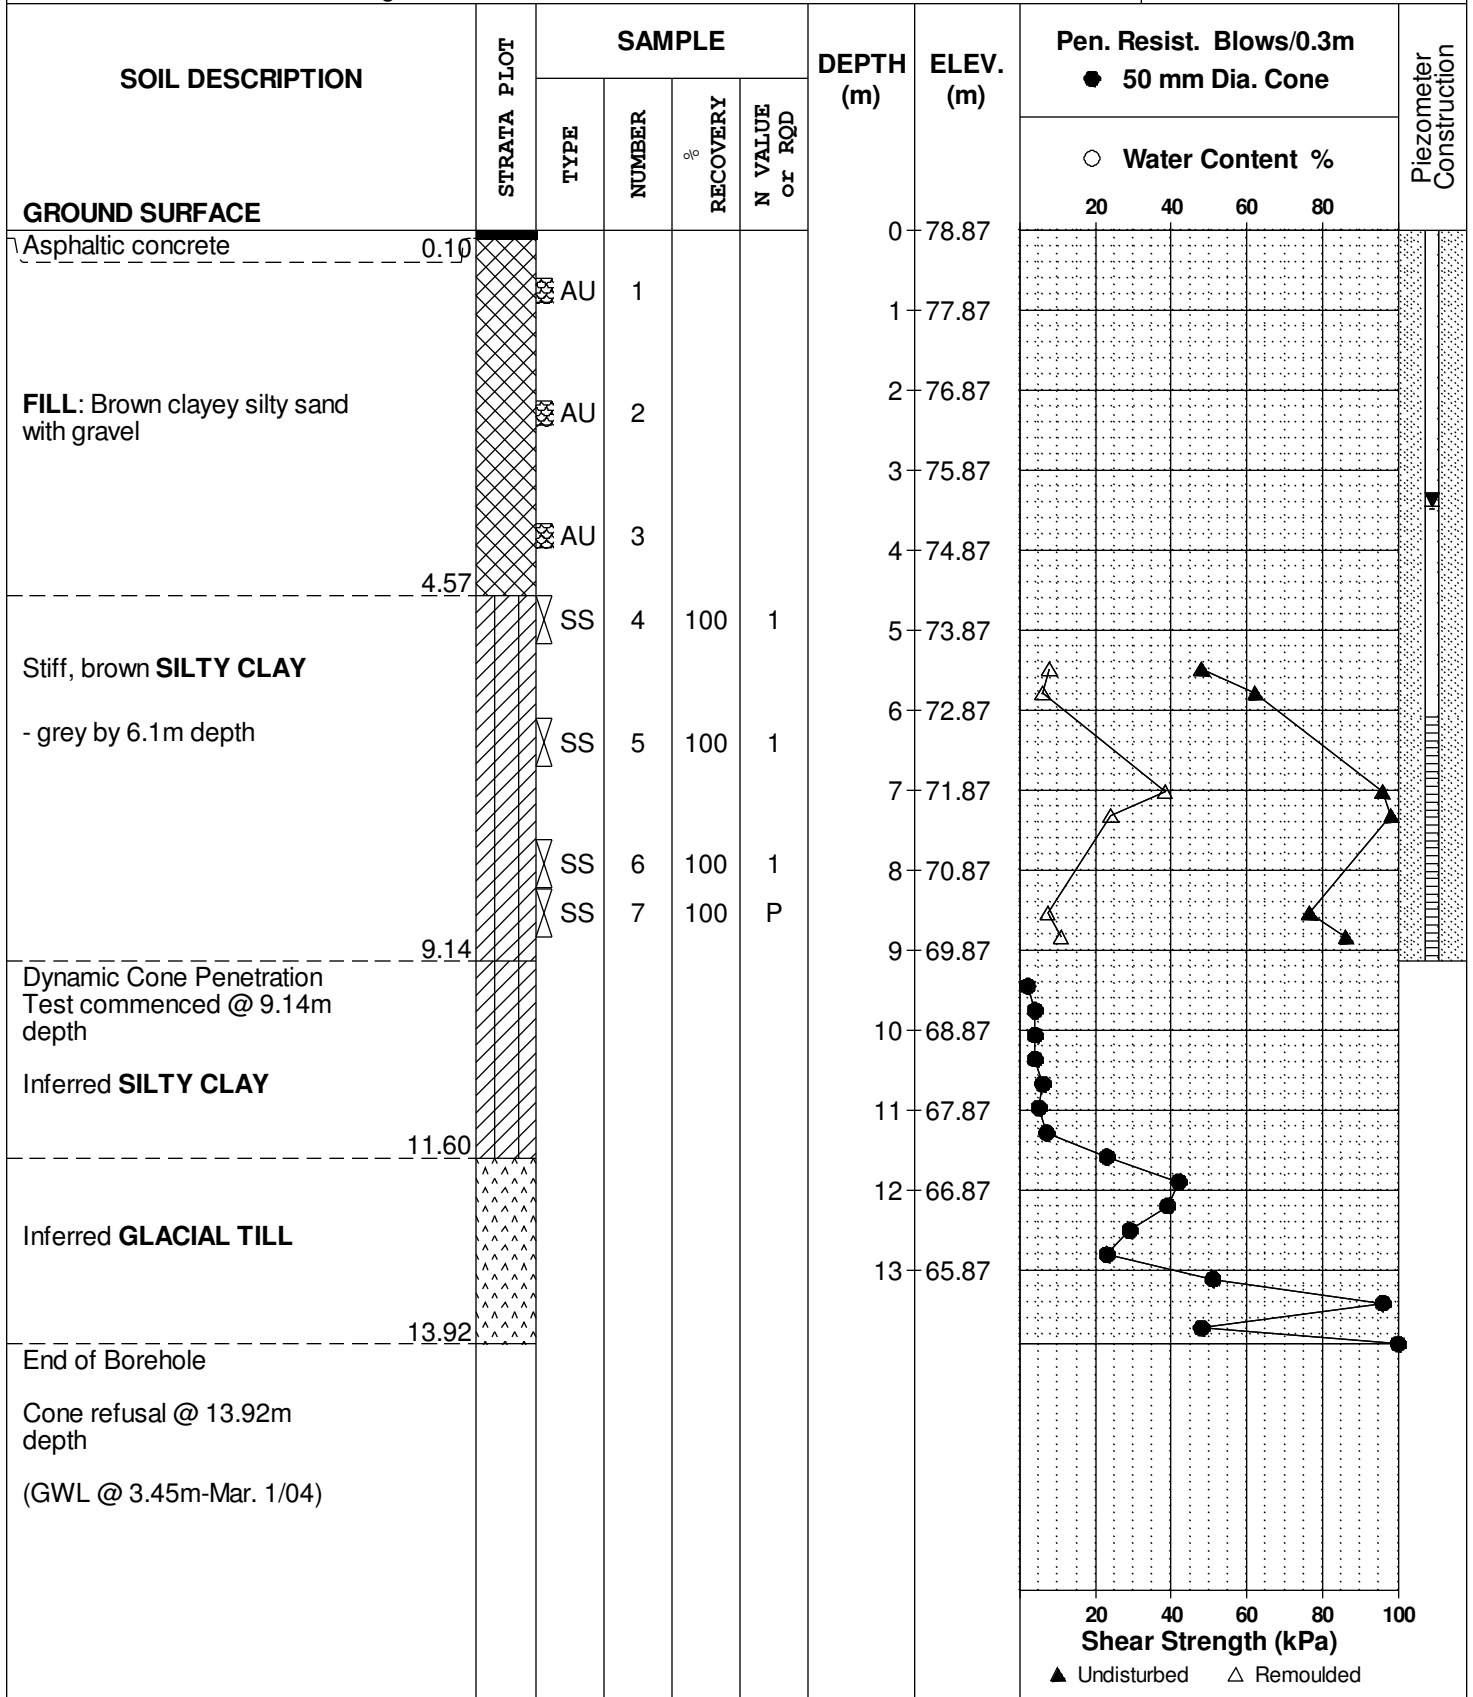 SOIL DESCRIPTION
GROUND SURFACE
STRATA PLOT
SAMPLE
TYPE
NUMBER
%
RECOVERY
N VALUE
or RQD
DEPTH
(m)
ELEV.
(m)
Pen. Resist. Blows/0.3m
● 50 mm Dia. Cone
○ Water Content %
20 40 60 80
Piezometer
Construction
0 78.87
Asphaltic concrete 0.10
AU 1
1 77.87
2 76.87
FILL: Brown clayey silty sand
with gravel
AU 2
3 75.87
AU 3
4 74.87
4.57
SS 4 100 1
5 73.87
Stiff, brown SILTY CLAY
6 72.87
- grey by 6.1m depth
SS 5 100 1
7 71.87
SS 6 100 1
8 70.87
SS 7 100 P
9.14
9 69.87
Dynamic Cone Penetration
Test commenced @ 9.14m
depth
10 68.87
Inferred SILTY CLAY
11 67.87
11.60
12 66.87
Inferred GLACIAL TILL
13 65.87
13.92
End of Borehole
Cone refusal @ 13.92m
depth
(GWL @ 3.45m-Mar. 1/04)
20 40 60 80 100
Shear Strength (kPa)
▲ Undisturbed △ Remoulded